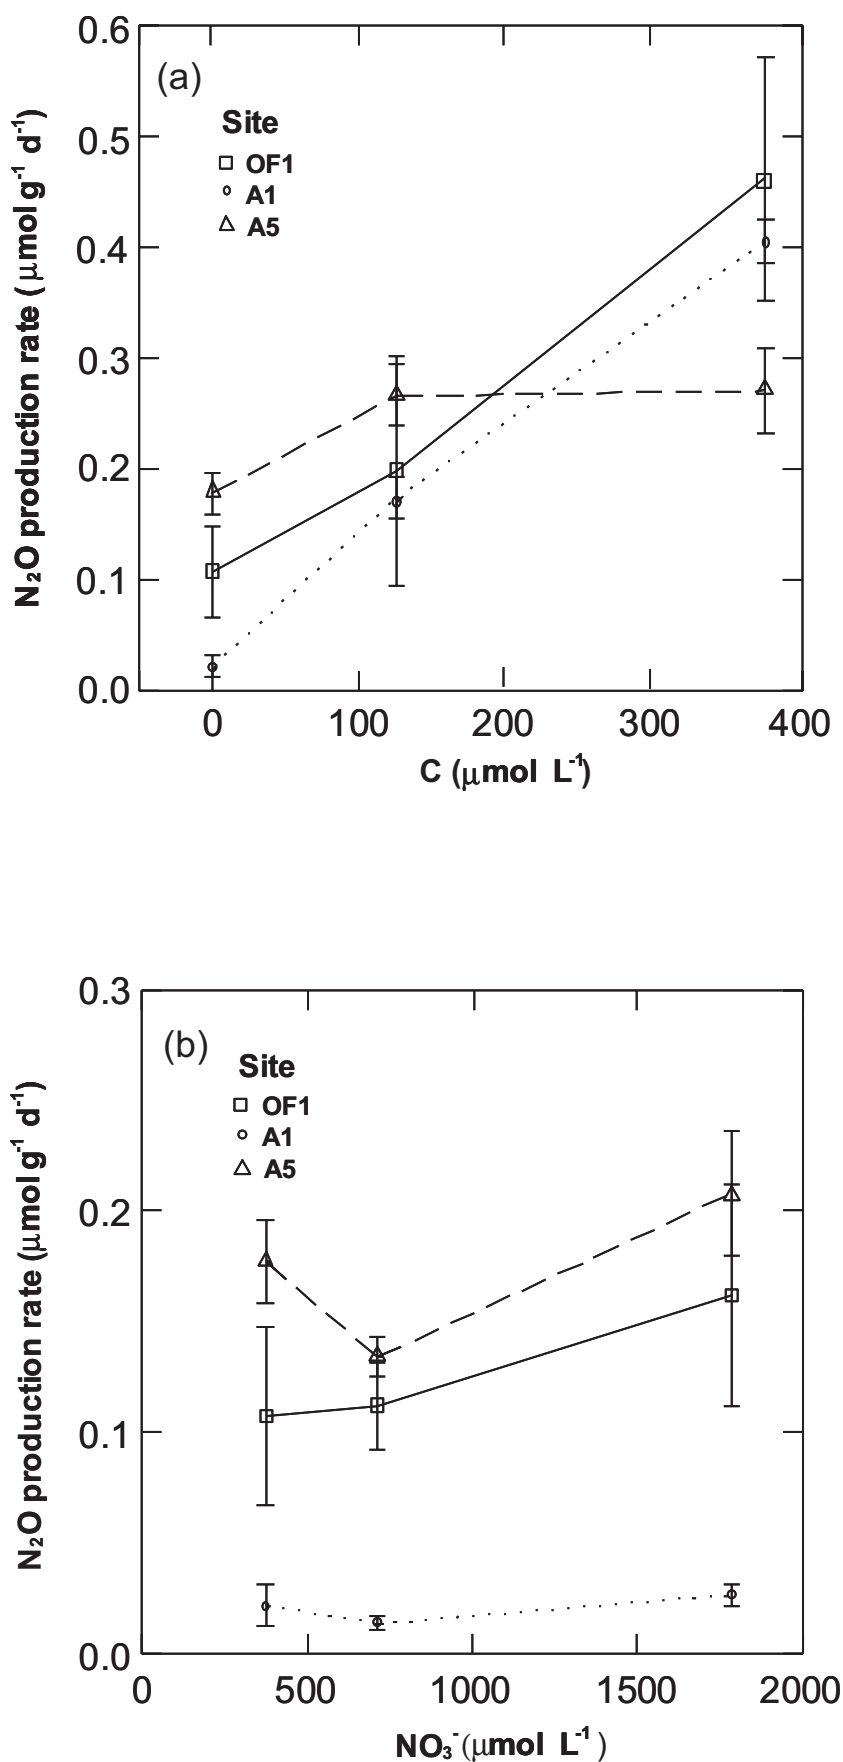 0.6
(a)
Site
OF1
A1
A5
0.5
0.4
0.3
0.2
0.1
0.0
N₂O production rate (μmol g⁻¹ d⁻¹)
0 100 200 300 400
C (μmol L⁻¹)
0.3
(b)
Site
OF1
A1
A5
0.2
0.1
0.0
N₂O production rate (μmol g⁻¹ d⁻¹)
0 500 1000 1500 2000
NO₃⁻ (μmol L⁻¹)